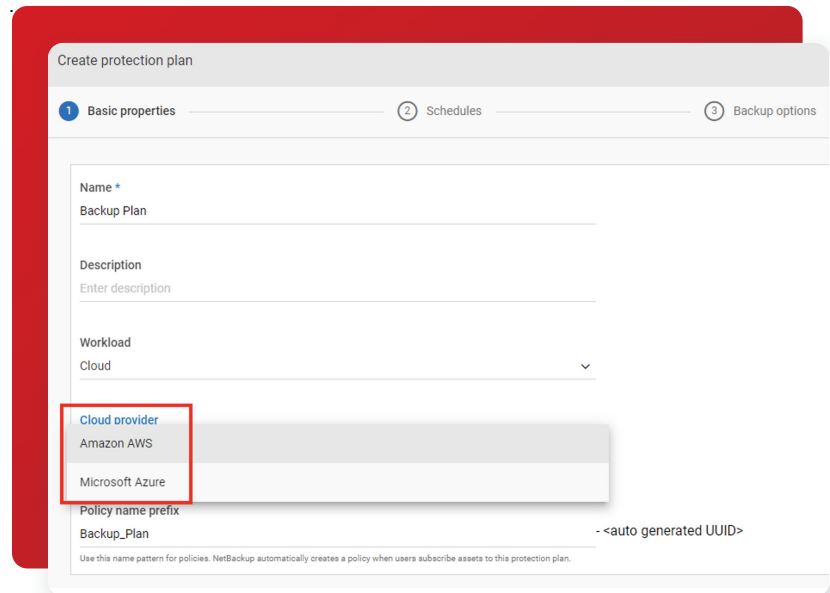 Create protection plan
1 Basic properties 2 Schedules 3 Backup options
Name *
Backup Plan
Description
Enter description
Workload
Cloud
Cloud provider
Amazon AWS
Microsoft Azure
Policy name prefix
Backup_Plan - <auto generated UUID>
Use this name pattern for policies. NetBackup automatically creates a policy when users subscribe assets to this protection plan.